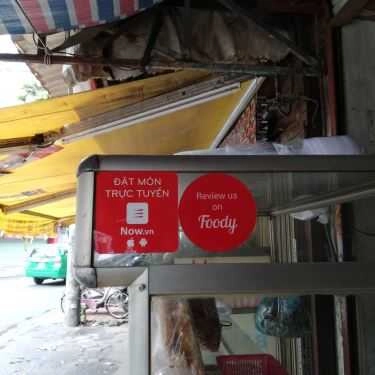 ĐẶT MÓN
TRỰC TUYẾN
Now.vn
Review us
on
Foody